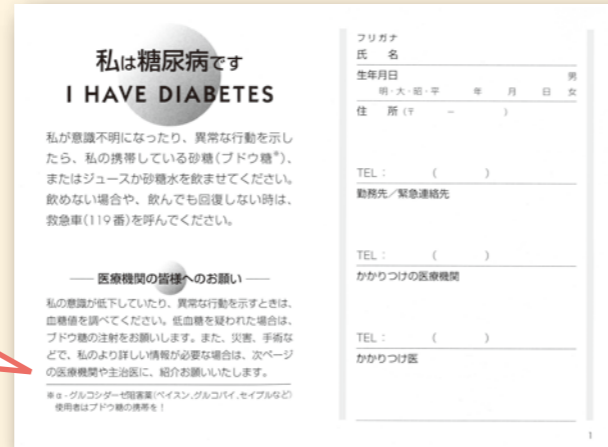 私は糖尿病です
I HAVE DIABETES
私が意識不明になったり、異常な行動を示し
たら、私の携帯している砂糖(ブドウ糖※)、
またはジュースか砂糖水を飲ませてください。
飲めない場合や、飲んでも回復しない時は、
救急車(119番)を呼んでください。
── 医療機関の皆様へのお願い ──
私の意識が低下していたり、異常な行動を示すときは、
血糖値を調べてください。低血糖を疑われた場合は、
ブドウ糖の注射をお願いします。また、災害、手術な
どで、私のより詳しい情報が必要な場合は、次ページ
の医療機関や主治医に、紹介お願いいたします。
※α-グルコシダーゼ阻害薬(ベイスン、グルコバイ、セイブルなど)
使用者はブドウ糖の携帯を!
フリガナ
氏 名
生年月日 男
明・大・昭・平 年 月 日 女
住 所(〒 − )
TEL: ( )
勤務先/緊急連絡先
TEL: ( )
かかりつけの医療機関
TEL: ( )
かかりつけ医
1